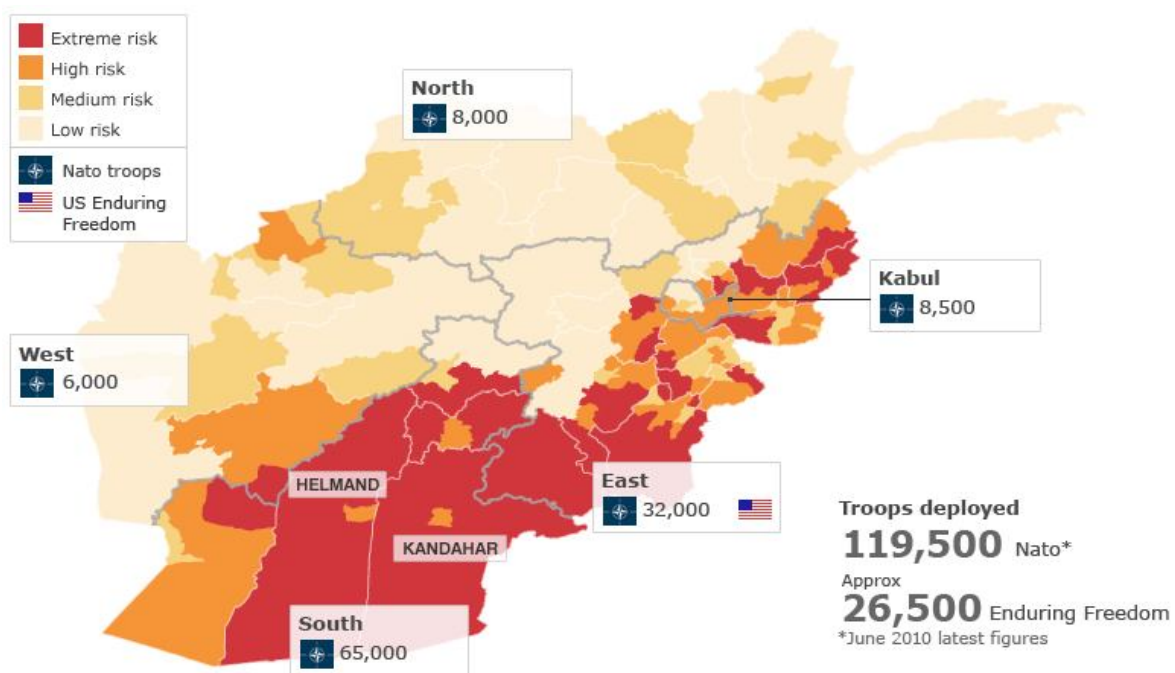 Extreme risk
High risk
Medium risk
Low risk
Nato troops
US Enduring
Freedom
North
8,000
Kabul
8,500
West
6,000
HELMAND
East
32,000
KANDAHAR
South
65,000
Troops deployed
119,500 Nato*
Approx
26,500 Enduring Freedom
*June 2010 latest figures